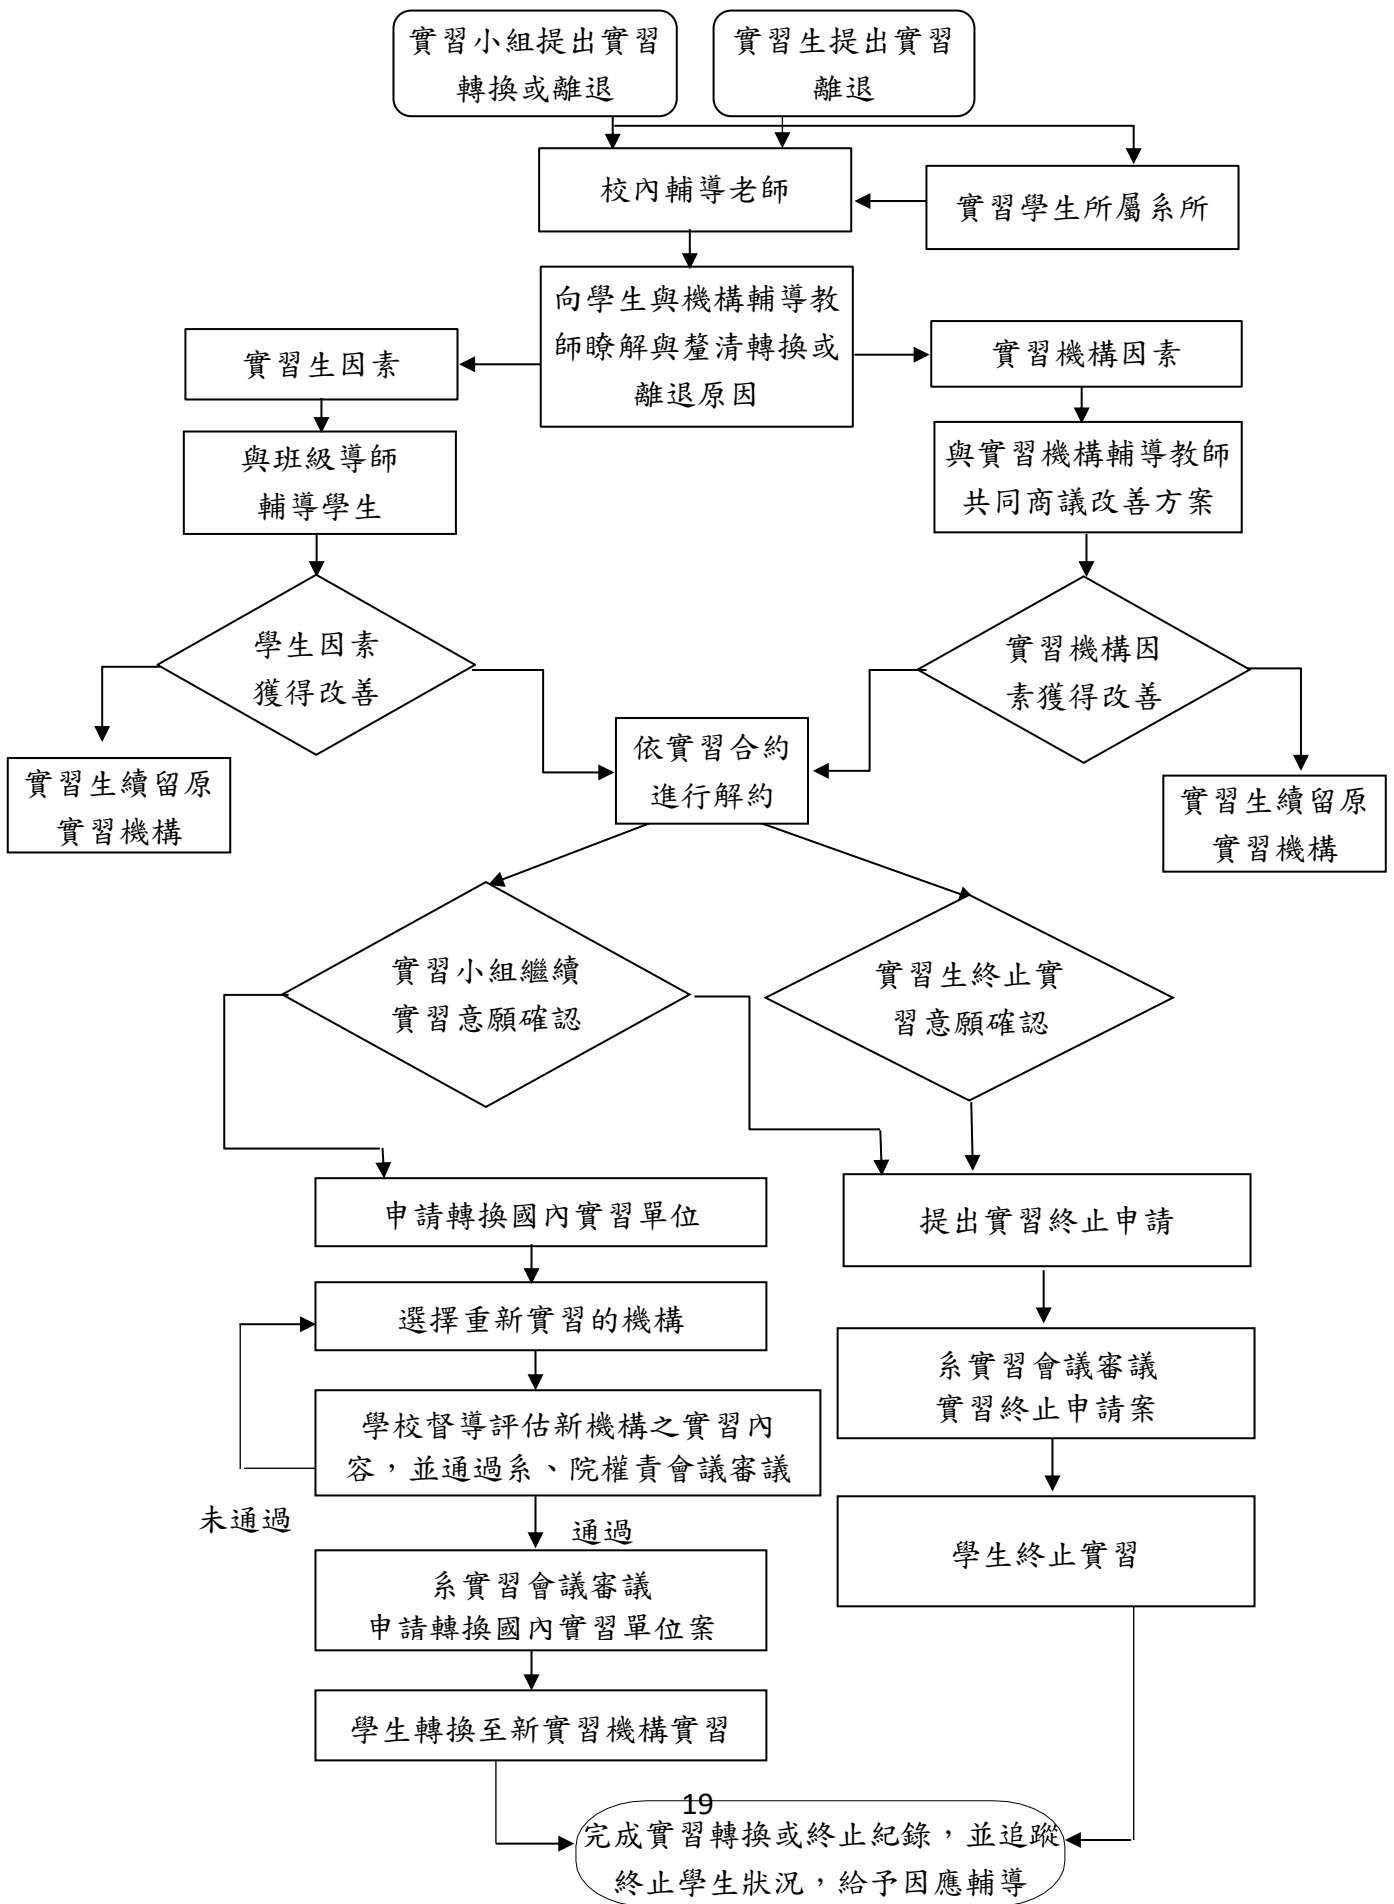 實習小組提出實習
轉換或離退
實習生提出實習
離退
校內輔導老師
實習學生所屬系所
向學生與機構輔導教
師瞭解與釐清轉換或
離退原因
實習生因素
實習機構因素
與班級導師
輔導學生
與實習機構輔導教師
共同商議改善方案
學生因素
獲得改善
實習機構因
素獲得改善
依實習合約
進行解約
實習生續留原
實習機構
實習生續留原
實習機構
實習小組繼續
實習意願確認
實習生終止實
習意願確認
申請轉換國內實習單位
提出實習終止申請
選擇重新實習的機構
系實習會議審議
實習終止申請案
學校督導評估新機構之實習內
容，並通過系、院權責會議審議
未通過
通過
學生終止實習
系實習會議審議
申請轉換國內實習單位案
學生轉換至新實習機構實習
19
完成實習轉換或終止紀錄，並追蹤
終止學生狀況，給予因應輔導